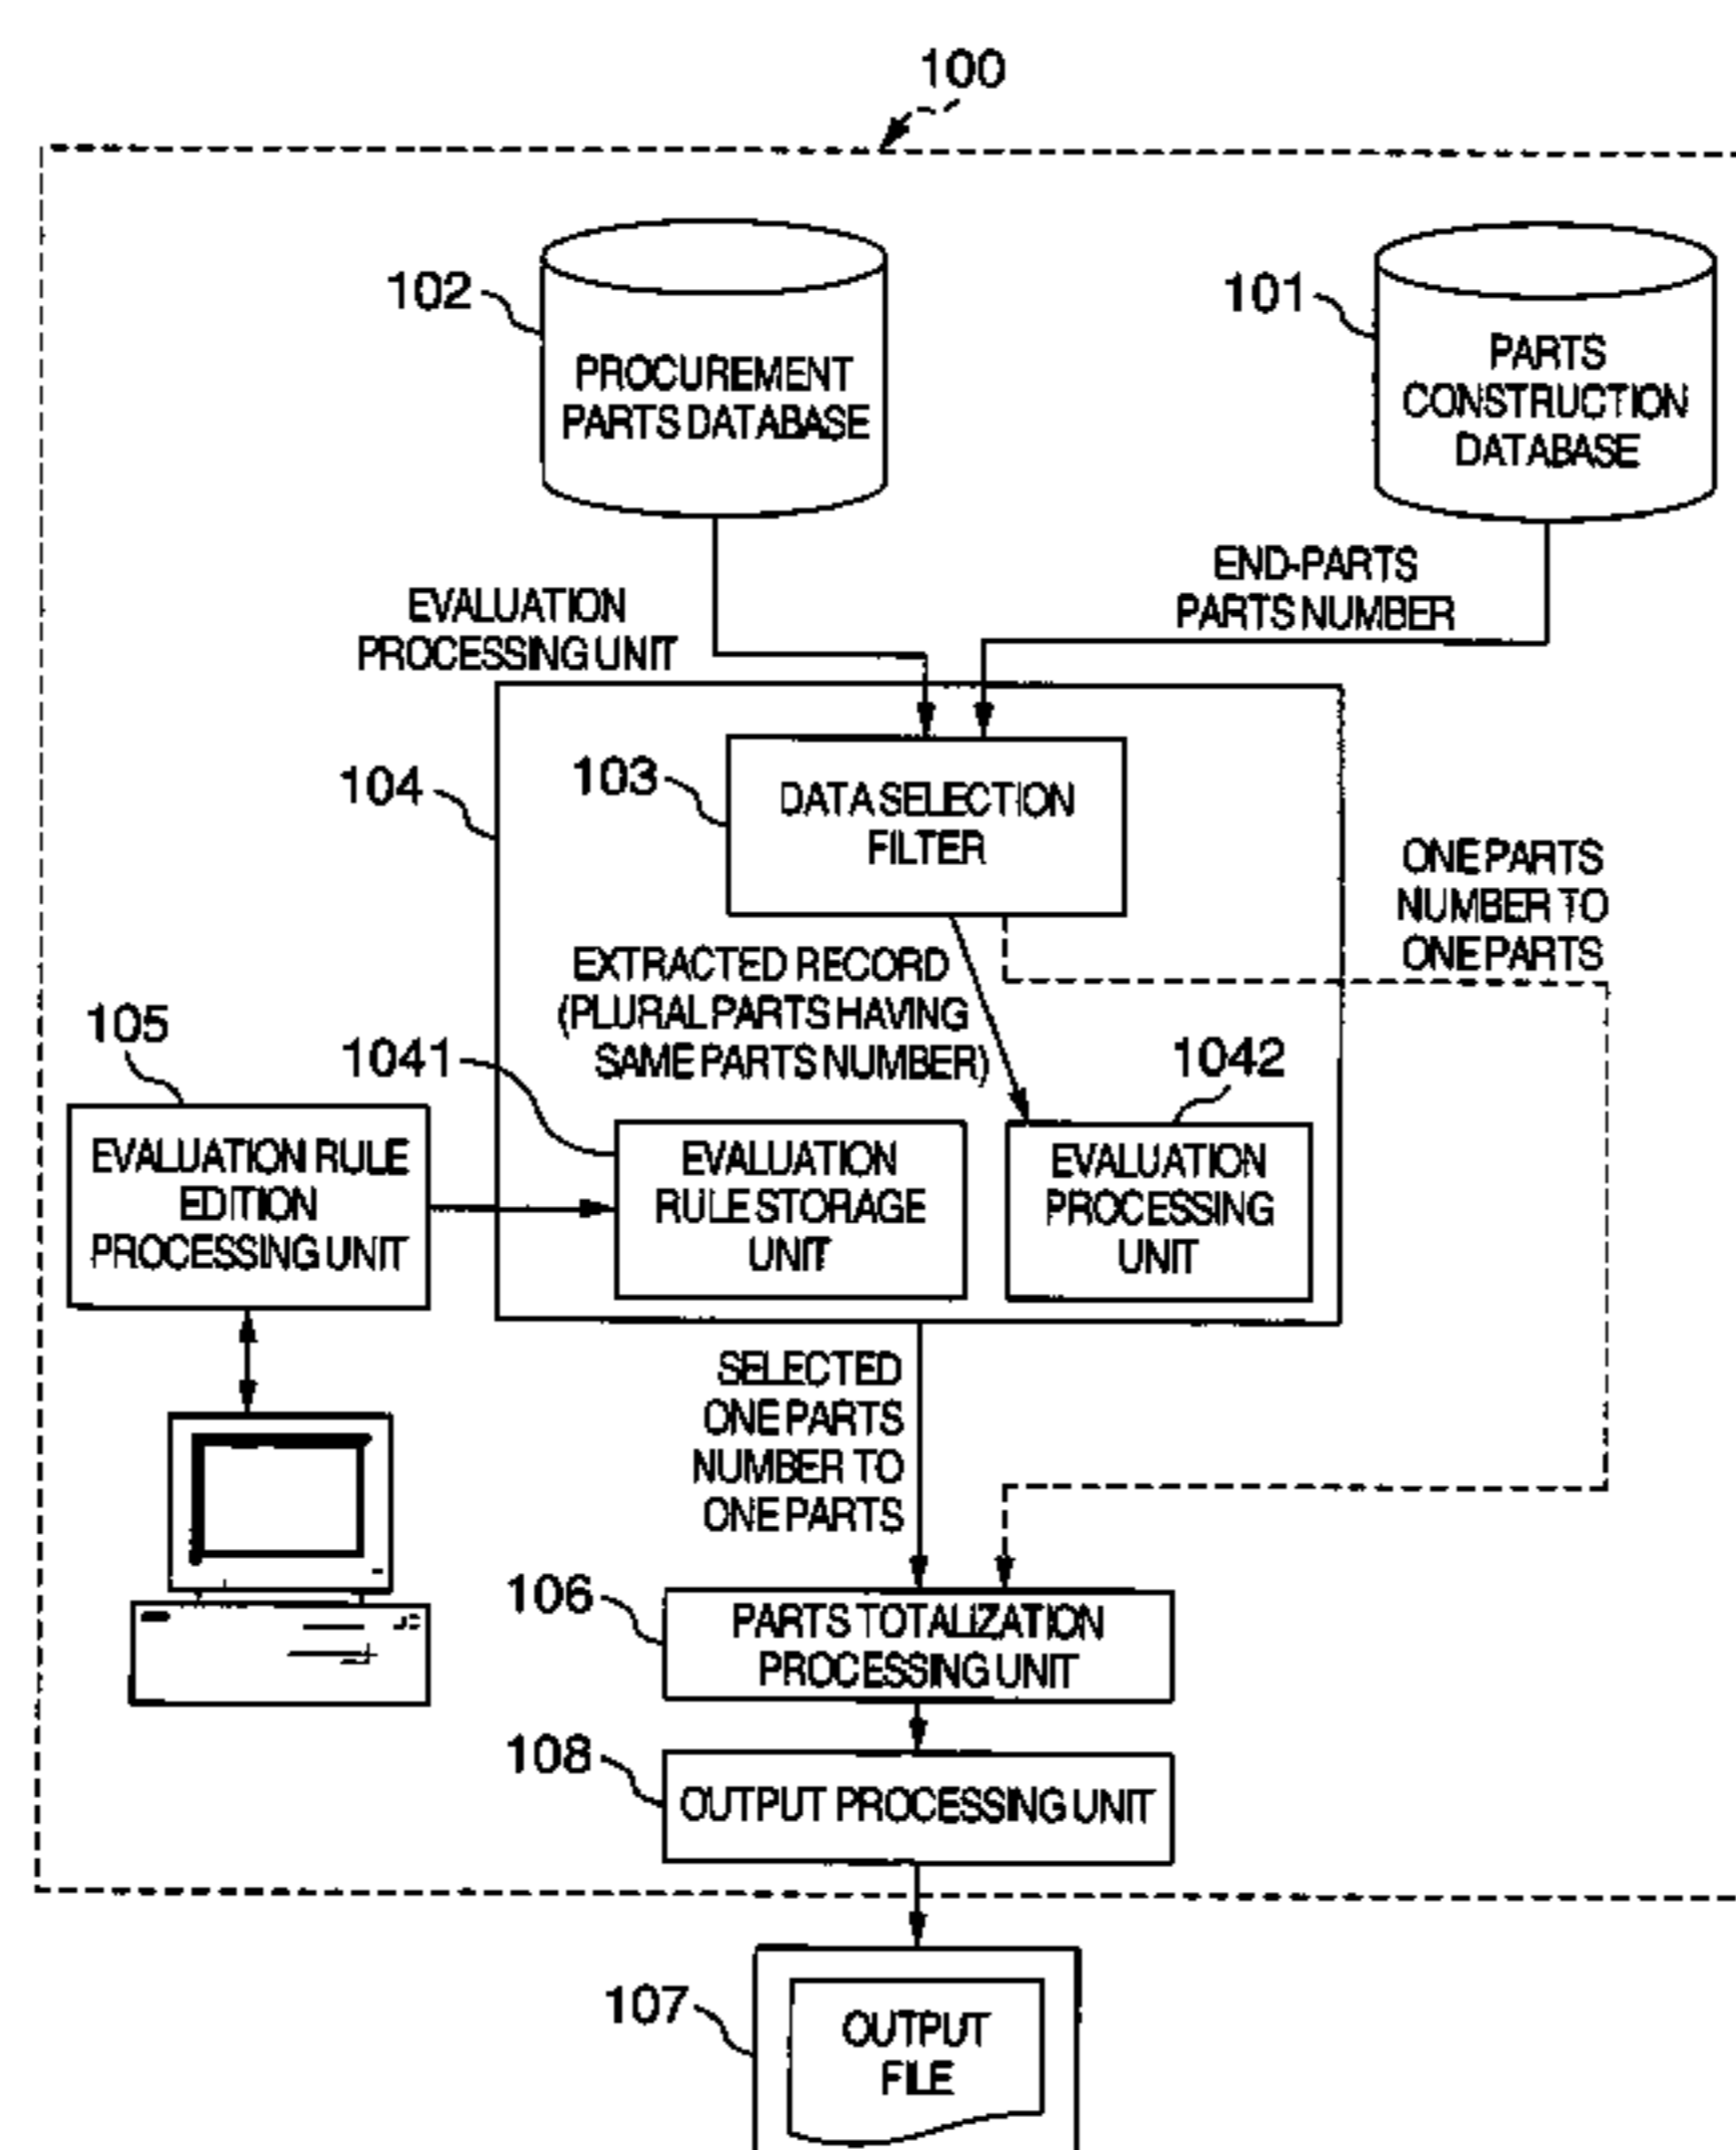 100
102
PROCUREMENT
PARTS DATABASE
101
PARTS
CONSTRUCTION
DATABASE
EVALUATION
PROCESSING UNIT
END-PARTS
PARTS NUMBER
104
103
DATA SELECTION
FILTER
ONE PARTS
NUMBER TO
ONE PARTS
EXTRACTED RECORD
(PLURAL PARTS HAVING
SAME PARTS NUMBER)
105
EVALUATION RULE
EDITION
PROCESSING UNIT
1041
EVALUATION
RULE STORAGE
UNIT
1042
EVALUATION
PROCESSING
UNIT
SELECTED
ONE PARTS
NUMBER TO
ONE PARTS
106
PARTS TOTALIZATION
PROCESSING UNIT
108
OUTPUT PROCESSING UNIT
107
OUTPUT
FILE